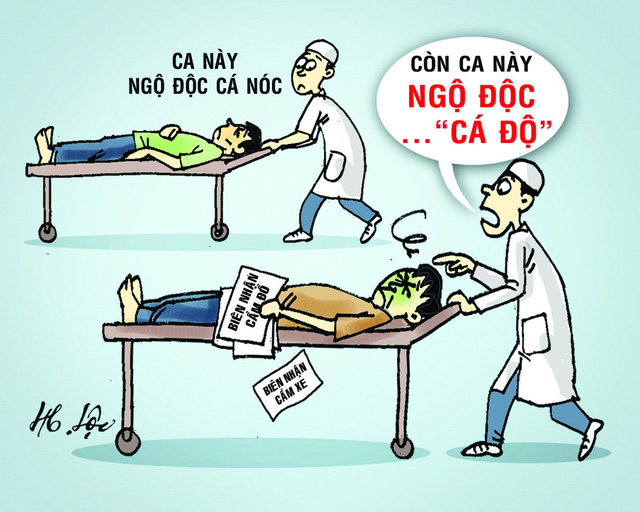 CA NÀY
NGỘ ĐỘC CÁ NÓC
CÒN CA NÀY
NGỘ ĐỘC
..."CÁ ĐỘ"
BIÊN NHẬN
CẦM ĐỒ
BIÊN NHẬN
CẦM XE
HC.Lộc